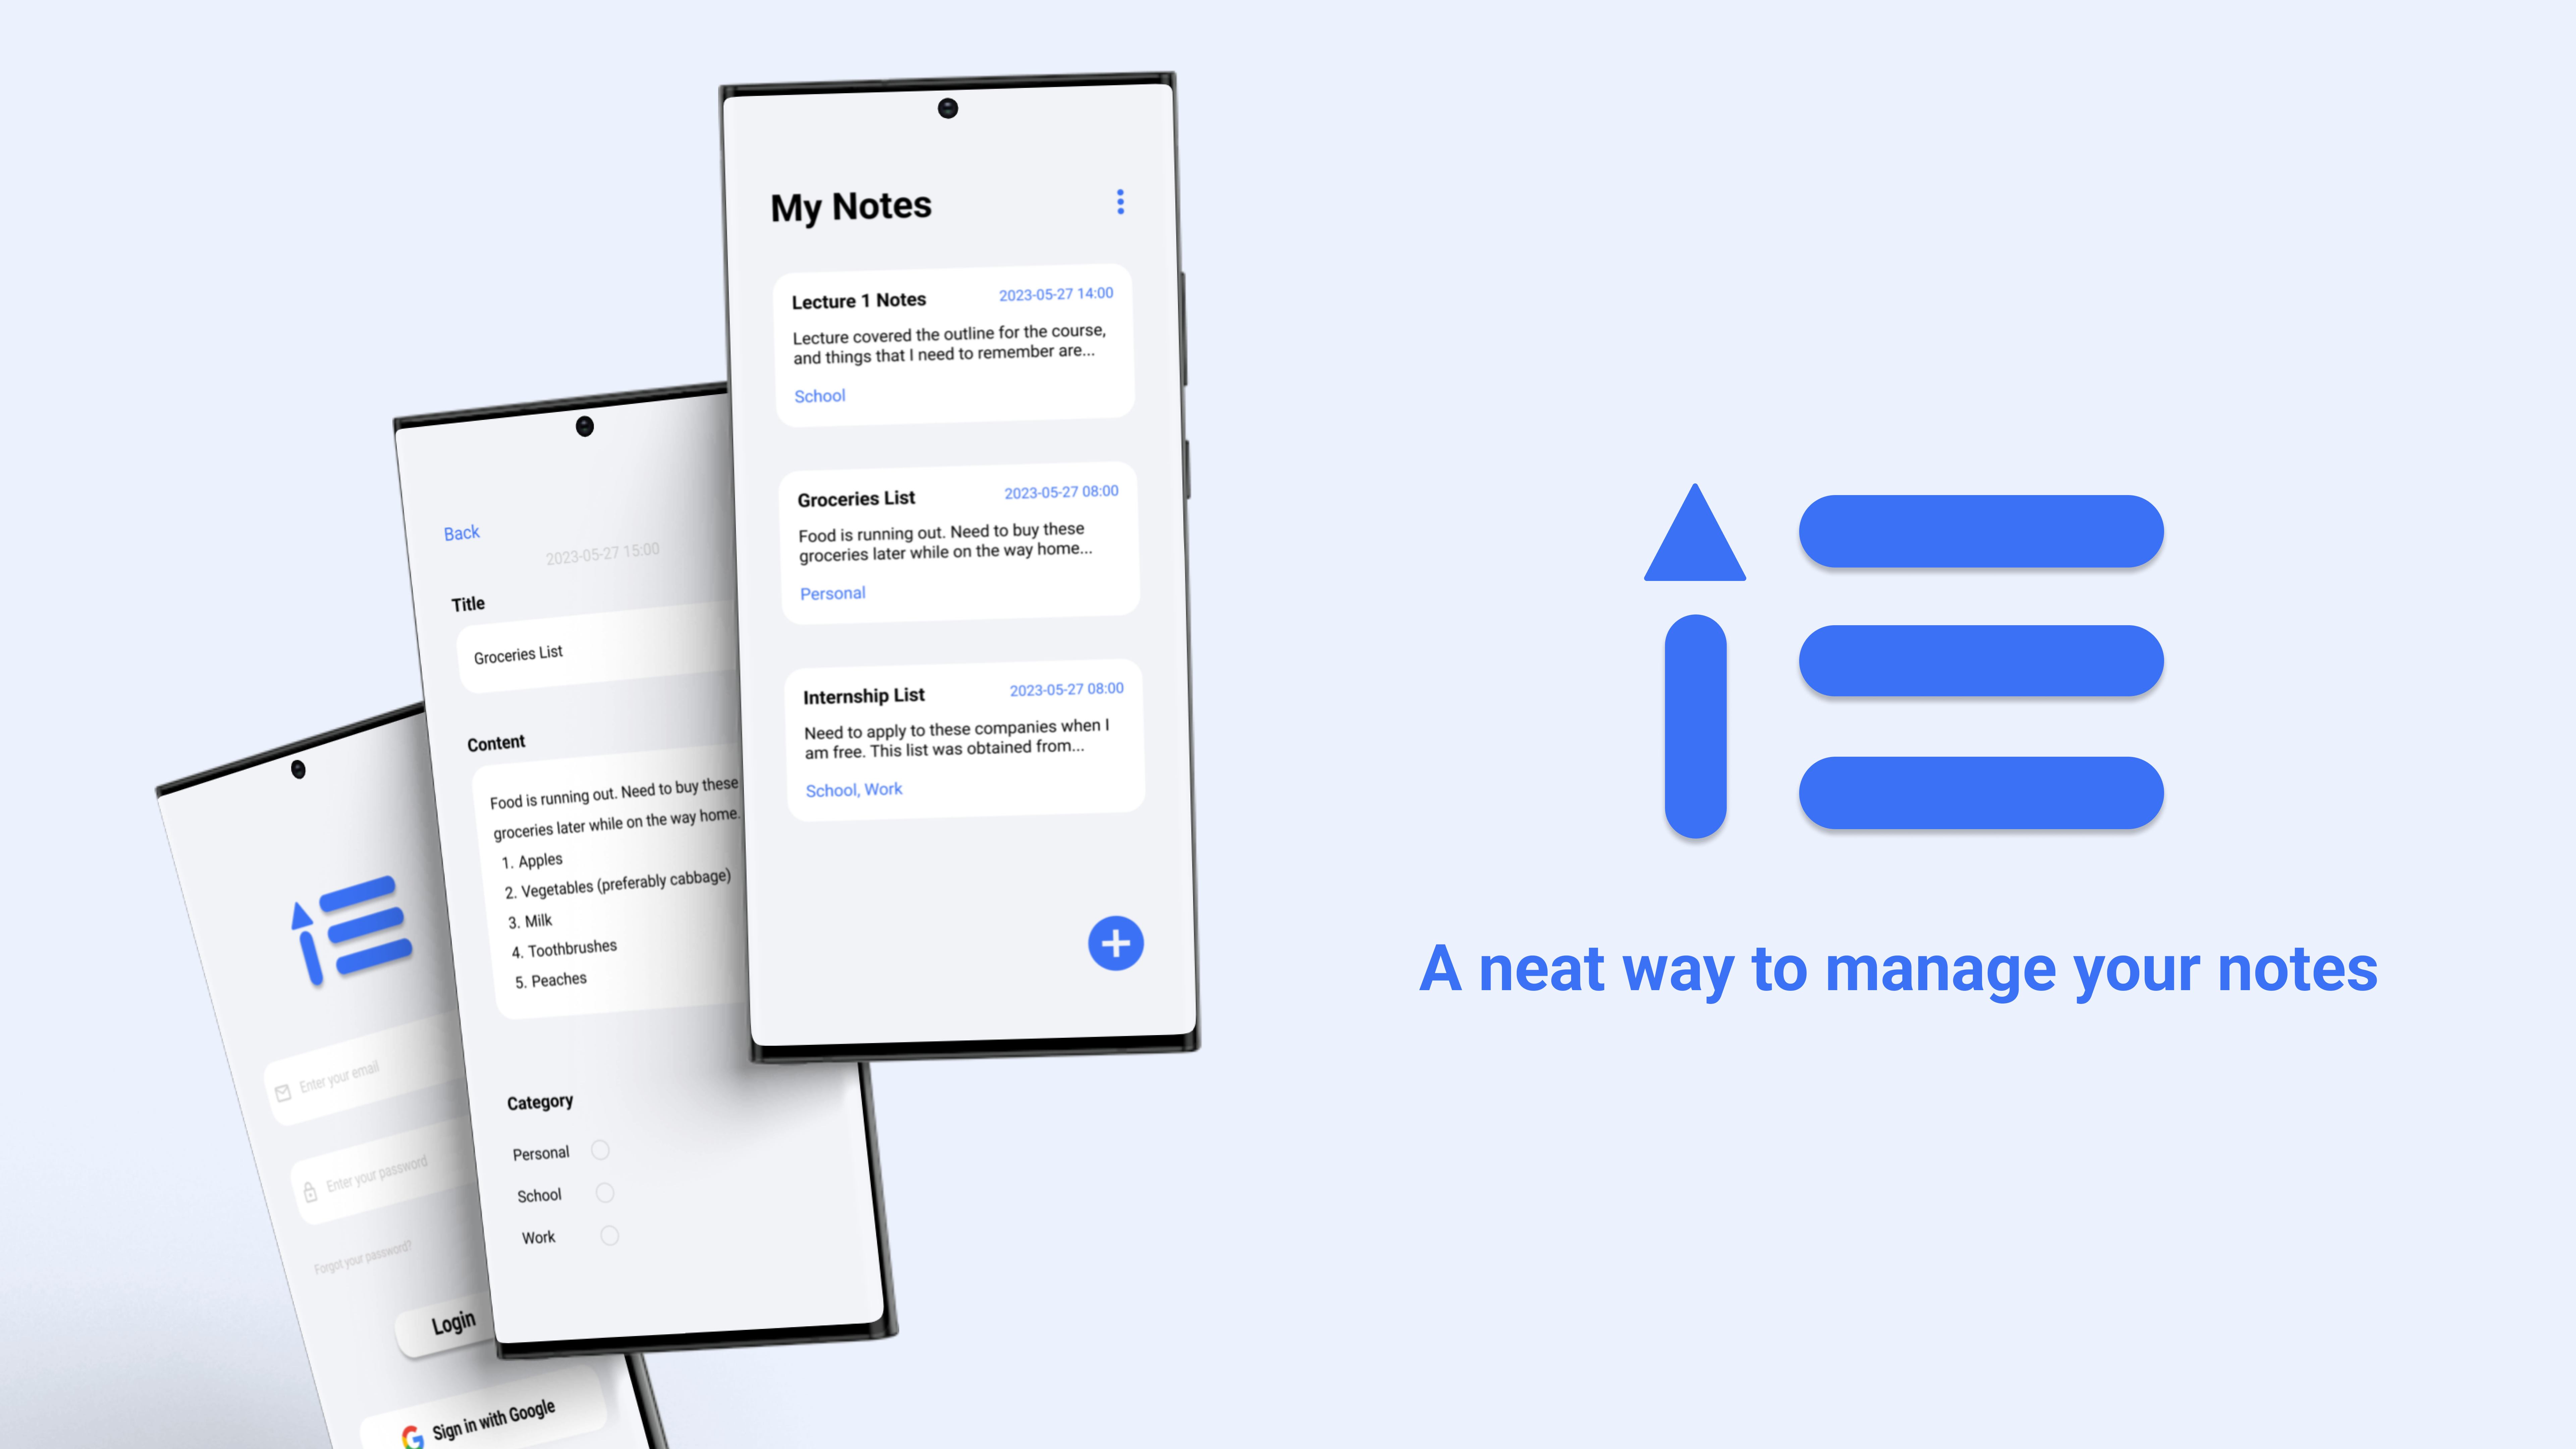 My Notes
Lecture 1 Notes
2023-05-27 14:00
Lecture covered the outline for the course,
and things that I need to remember are...
School
Groceries List
2023-05-27 08:00
Food is running out. Need to buy these
groceries later while on the way home...
Personal
Internship List
2023-05-27 08:00
Need to apply to these companies when I
am free. This list was obtained from...
School, Work
Back
2023-05-27 15:00
Title
Groceries List
Content
Food is running out. Need to buy these
groceries later while on the way home.
1. Apples
2. Vegetables (preferably cabbage)
3. Milk
4. Toothbrushes
5. Peaches
Category
Personal
School
Work
Enter your email
Enter your password
Forgot your password?
Login
Sign in with Google
A neat way to manage your notes